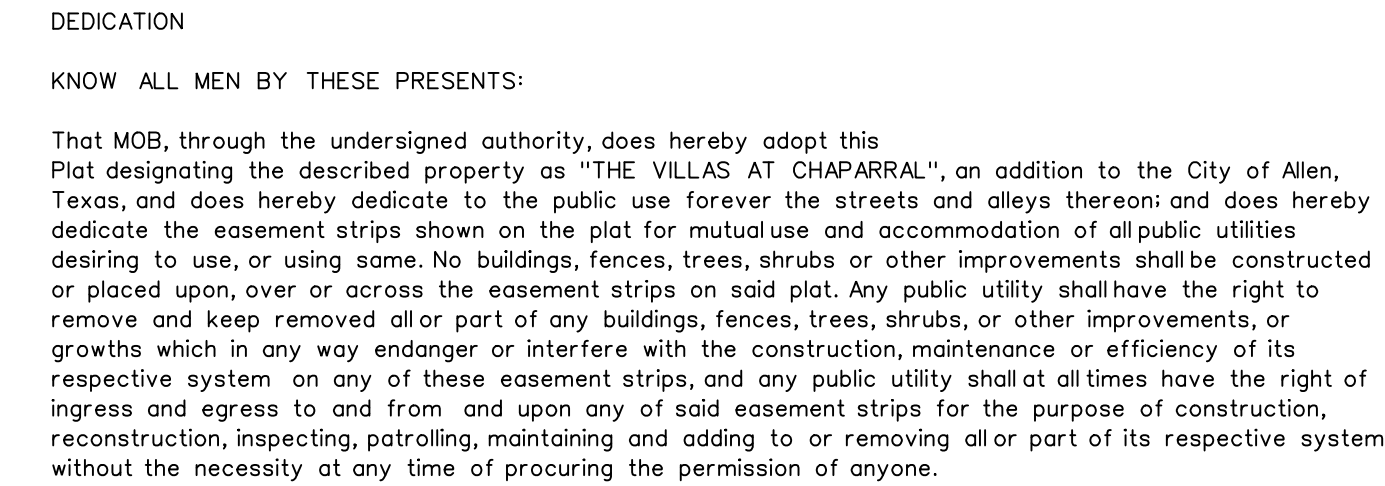 DEDICATION
KNOW ALL MEN BY THESE PRESENTS:
That MOB, through the undersigned authority, does hereby adopt this
Plat designating the described property as "THE VILLAS AT CHAPARRAL", an addition to the City of Allen,
Texas, and does hereby dedicate to the public use forever the streets and alleys thereon; and does hereby
dedicate the easement strips shown on the plat for mutual use and accommodation of all public utilities
desiring to use, or using same. No buildings, fences, trees, shrubs or other improvements shall be constructed
or placed upon, over or across the easement strips on said plat. Any public utility shall have the right to
remove and keep removed all or part of any buildings, fences, trees, shrubs, or other improvements, or
growths which in any way endanger or interfere with the construction, maintenance or efficiency of its
respective system on any of these easement strips, and any public utility shall at all times have the right of
ingress and egress to and from and upon any of said easement strips for the purpose of construction,
reconstruction, inspecting, patrolling, maintaining and adding to or removing all or part of its respective system
without the necessity at any time of procuring the permission of anyone.